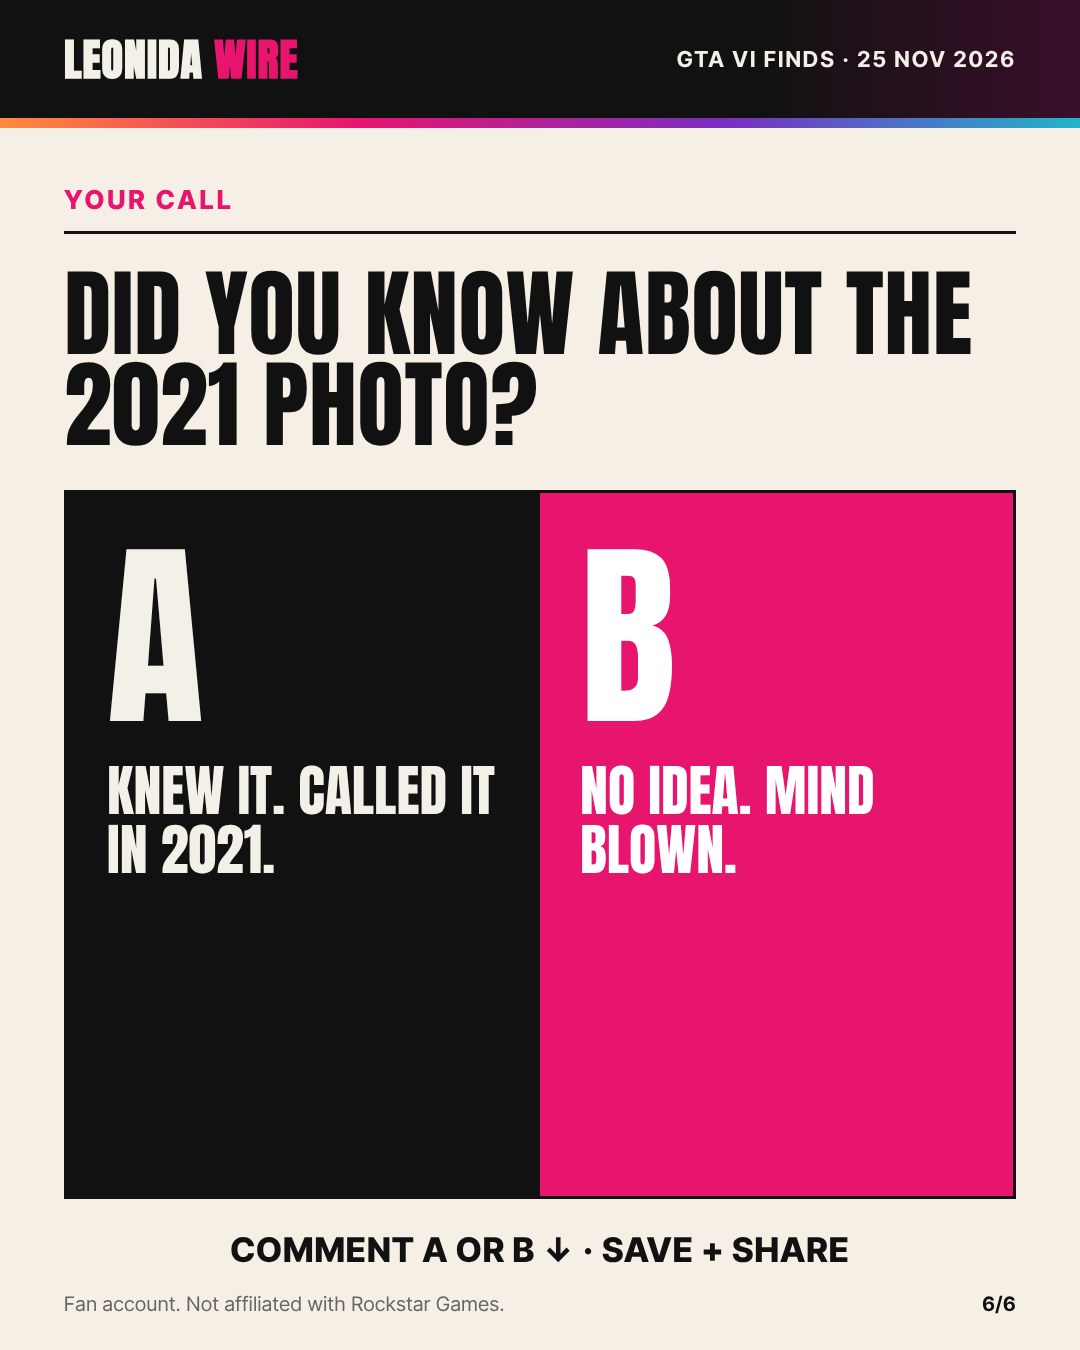 LEONIDA WIRE
GTA VI FINDS · 25 NOV 2026
YOUR CALL
DID YOU KNOW ABOUT THE
2021 PHOTO?
A
KNEW IT. CALLED IT
IN 2021.
B
NO IDEA. MIND
BLOWN.
COMMENT A OR B ↓ · SAVE + SHARE
Fan account. Not affiliated with Rockstar Games.
6/6